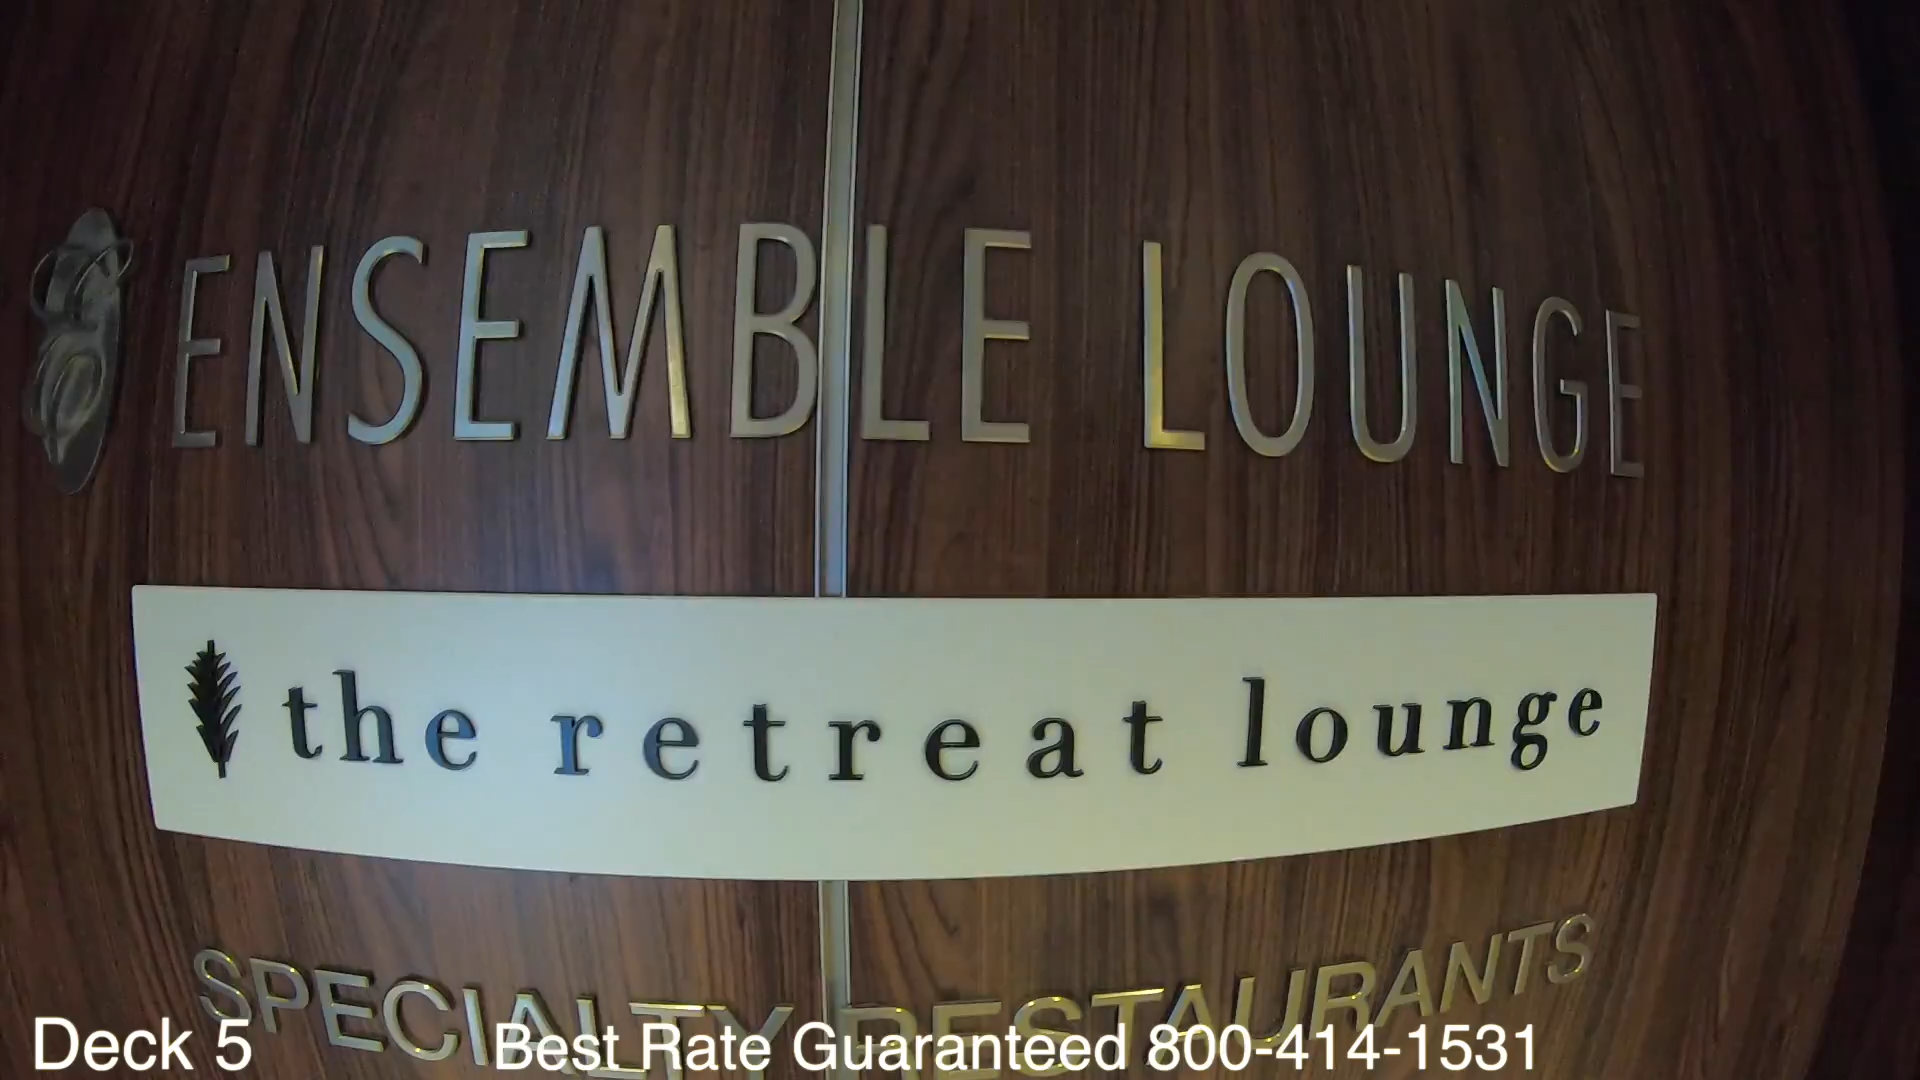 ENSEMBLE LOUNGE
the retreat lounge
SPECIALTY RESTAURANTS
Deck 5
Best Rate Guaranteed 800-414-1531